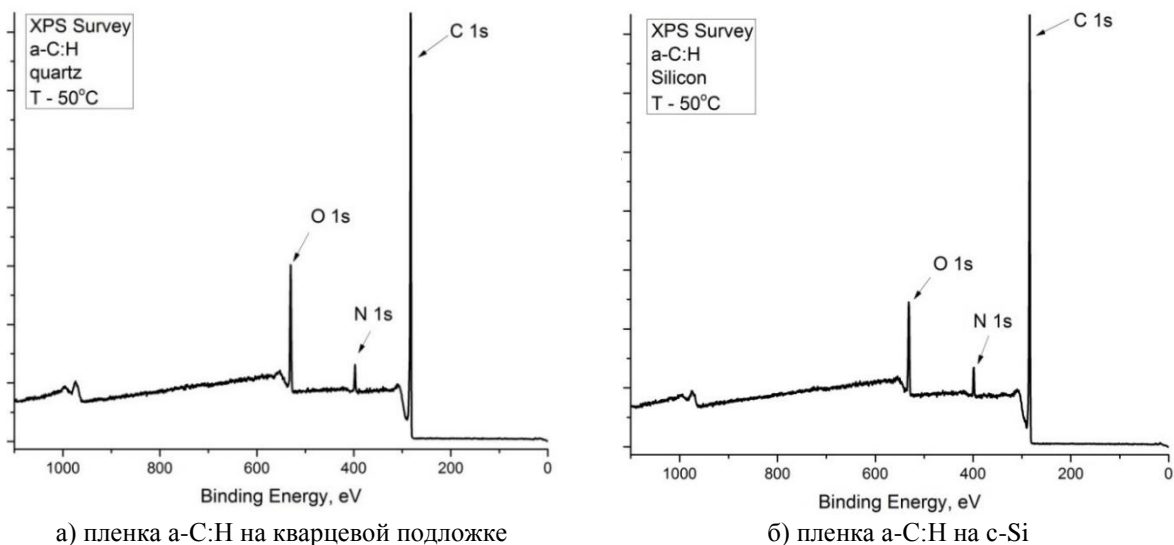 XPS Survey
a-C:H
quartz
T - 50°C
C 1s
O 1s
N 1s
1000 800 600 400 200 0
Binding Energy, eV
а) пленка a-C:H на кварцевой подложке
XPS Survey
a-C:H
Silicon
T - 50°C
C 1s
O 1s
N 1s
1000 800 600 400 200 0
Binding Energy, eV
б) пленка a-C:H на c-Si